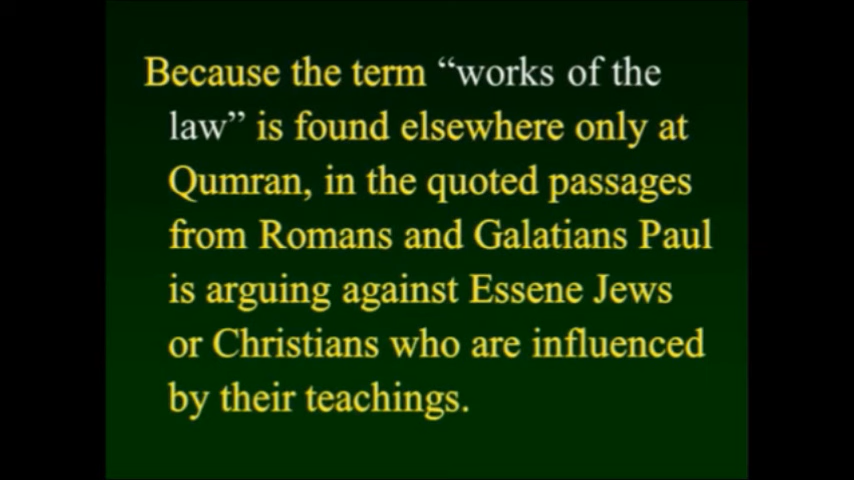 Because the term “works of the
law” is found elsewhere only at
Qumran, in the quoted passages
from Romans and Galatians Paul
is arguing against Essene Jews
or Christians who are influenced
by their teachings.